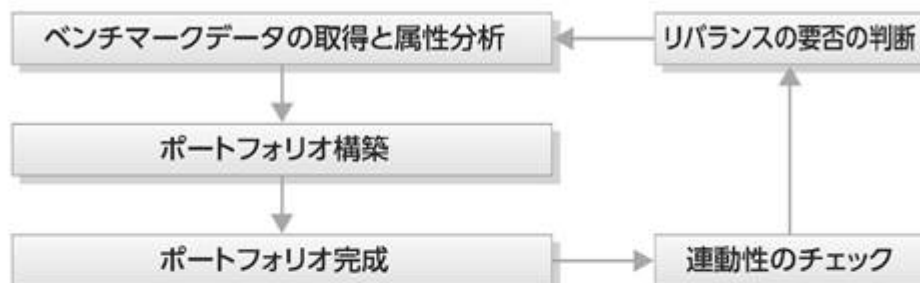 ベンチマークデータの取得と属性分析
リバランスの要否の判断
ポートフォリオ構築
ポートフォリオ完成
連動性のチェック